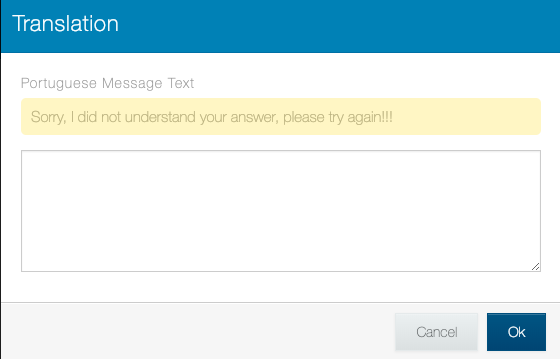 Translation
Portuguese Message Text
Sorry, I did not understand your answer, please try again!!!
Cancel
Ok